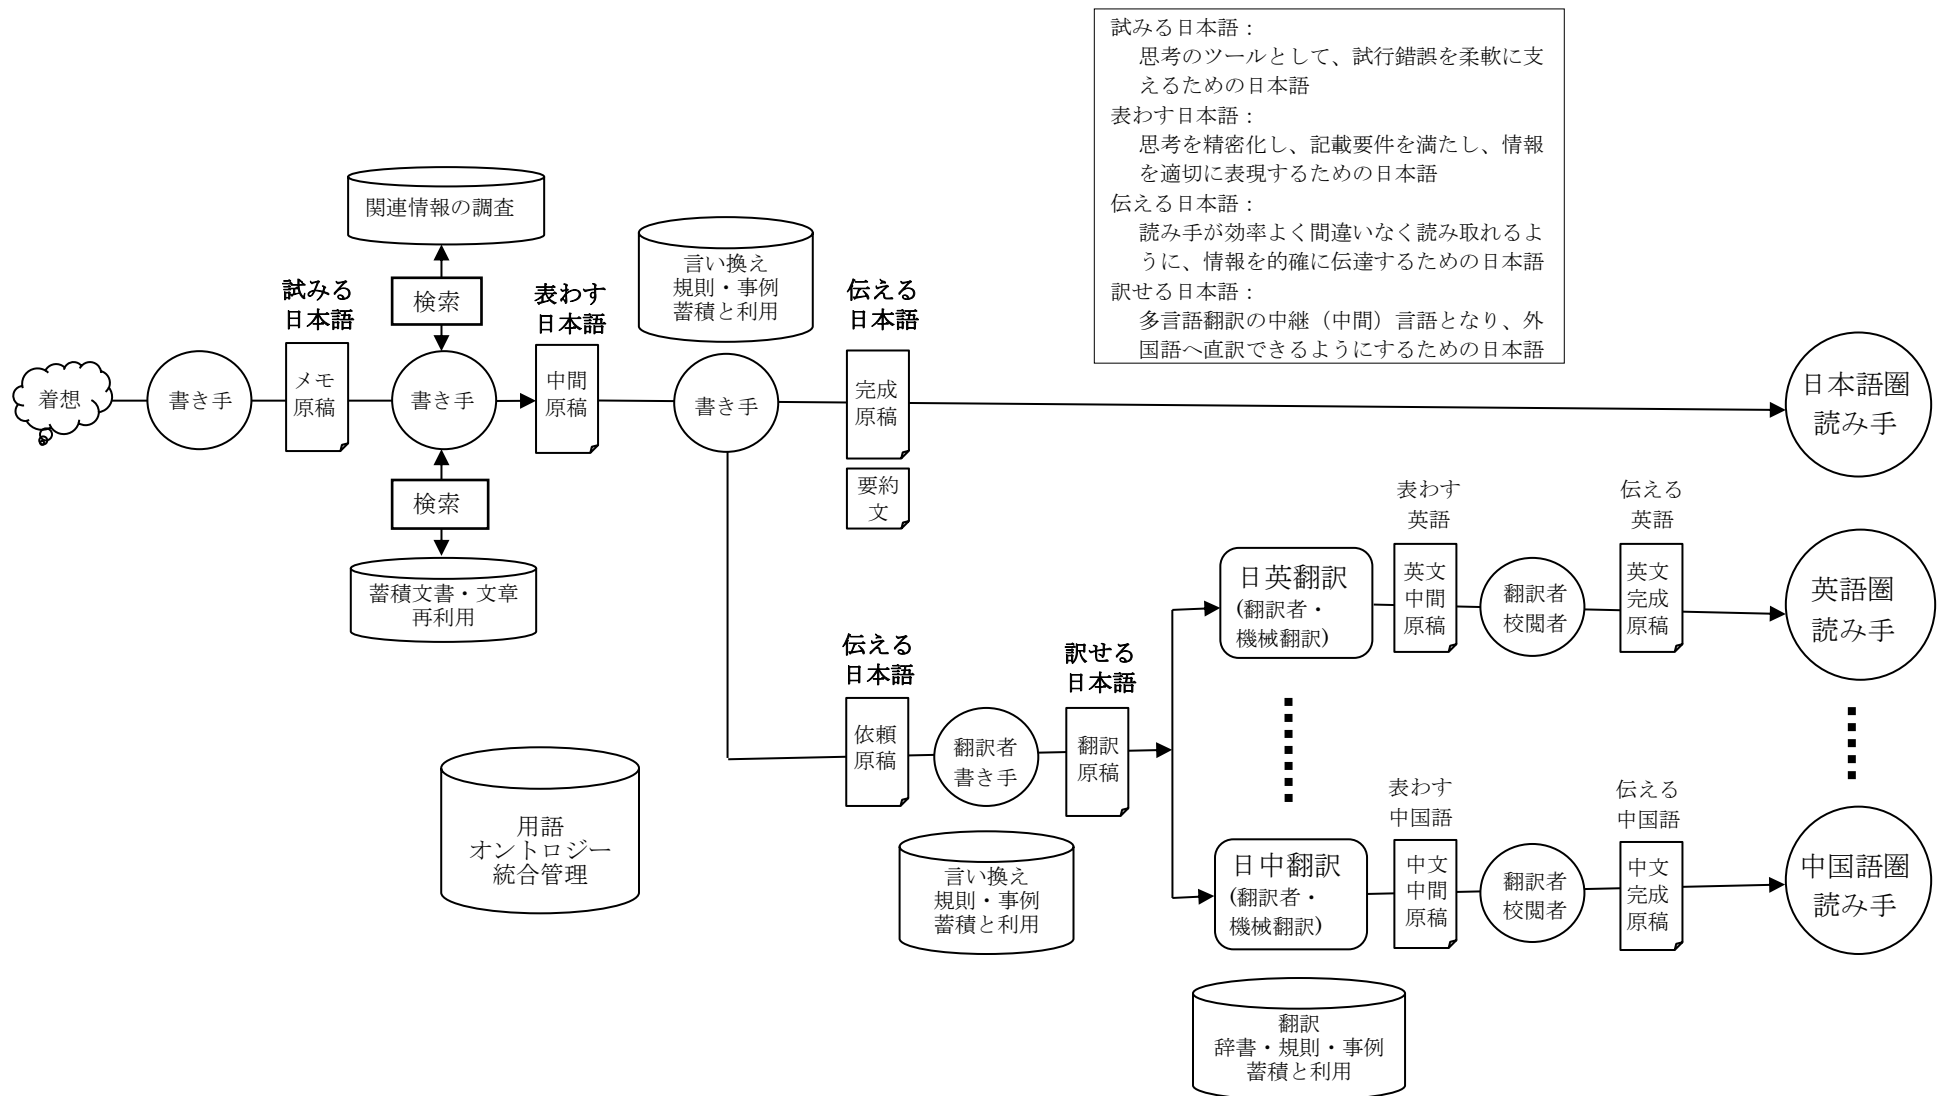 試みる日本語：
思考のツールとして、試行錯誤を柔軟に支
えるための日本語
表わす日本語：
思考を精密化し、記載要件を満たし、情報
を適切に表現するための日本語
伝える日本語：
読み手が効率よく間違いなく読み取れるよ
うに、情報を的確に伝達するための日本語
訳せる日本語：
多言語翻訳の中継（中間）言語となり、外
国語へ直訳できるようにするための日本語
関連情報の調査
検索
言い換え
規則・事例
蓄積と利用
試みる
日本語
表わす
日本語
伝える
日本語
着想
書き手
メモ
原稿
書き手
中間
原稿
書き手
完成
原稿
日本語圏
読み手
要約
文
検索
蓄積文書・文章
再利用
表わす
英語
伝える
英語
日英翻訳
(翻訳者・
機械翻訳)
英文
中間
原稿
翻訳者
校閲者
英文
完成
原稿
英語圏
読み手
伝える
日本語
訳せる
日本語
依頼
原稿
翻訳者
書き手
翻訳
原稿
用語
オントロジー
統合管理
言い換え
規則・事例
蓄積と利用
表わす
中国語
伝える
中国語
日中翻訳
(翻訳者・
機械翻訳)
中文
中間
原稿
翻訳者
校閲者
中文
完成
原稿
中国語圏
読み手
翻訳
辞書・規則・事例
蓄積と利用